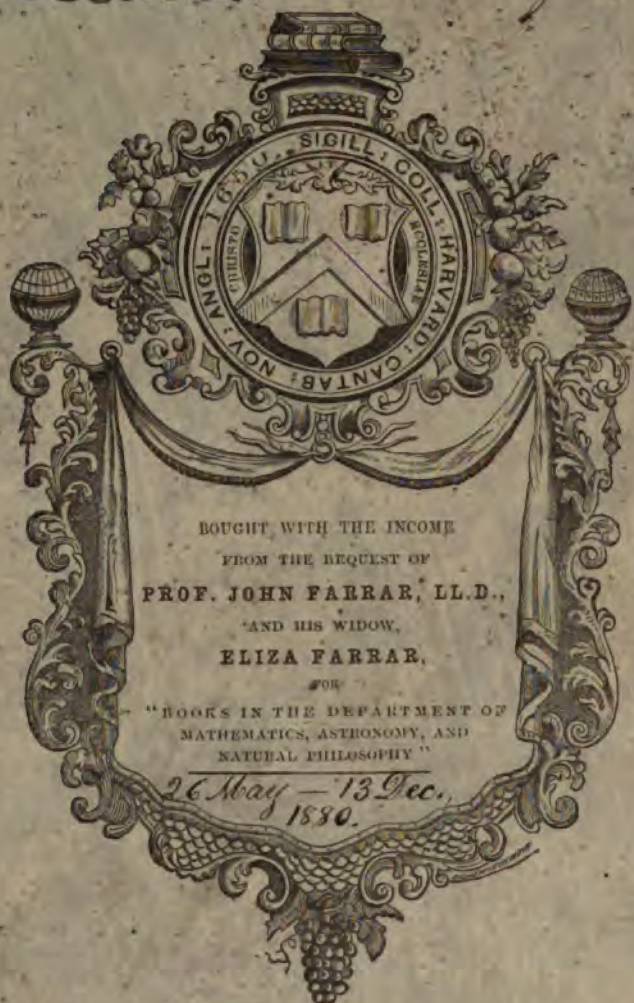 SIGILL: COLL: HARVARD: CANTAB: NOV: ANGL: 1650.
CHRISTO
ECCLESIAE
BOUGHT WITH THE INCOME
FROM THE BEQUEST OF
PROF. JOHN FARRAR, LL.D.,
AND HIS WIDOW,
ELIZA FARRAR,
FOR
"BOOKS IN THE DEPARTMENT OF
MATHEMATICS, ASTRONOMY, AND
NATURAL PHILOSOPHY"
26 May — 13 Dec.,
1880.